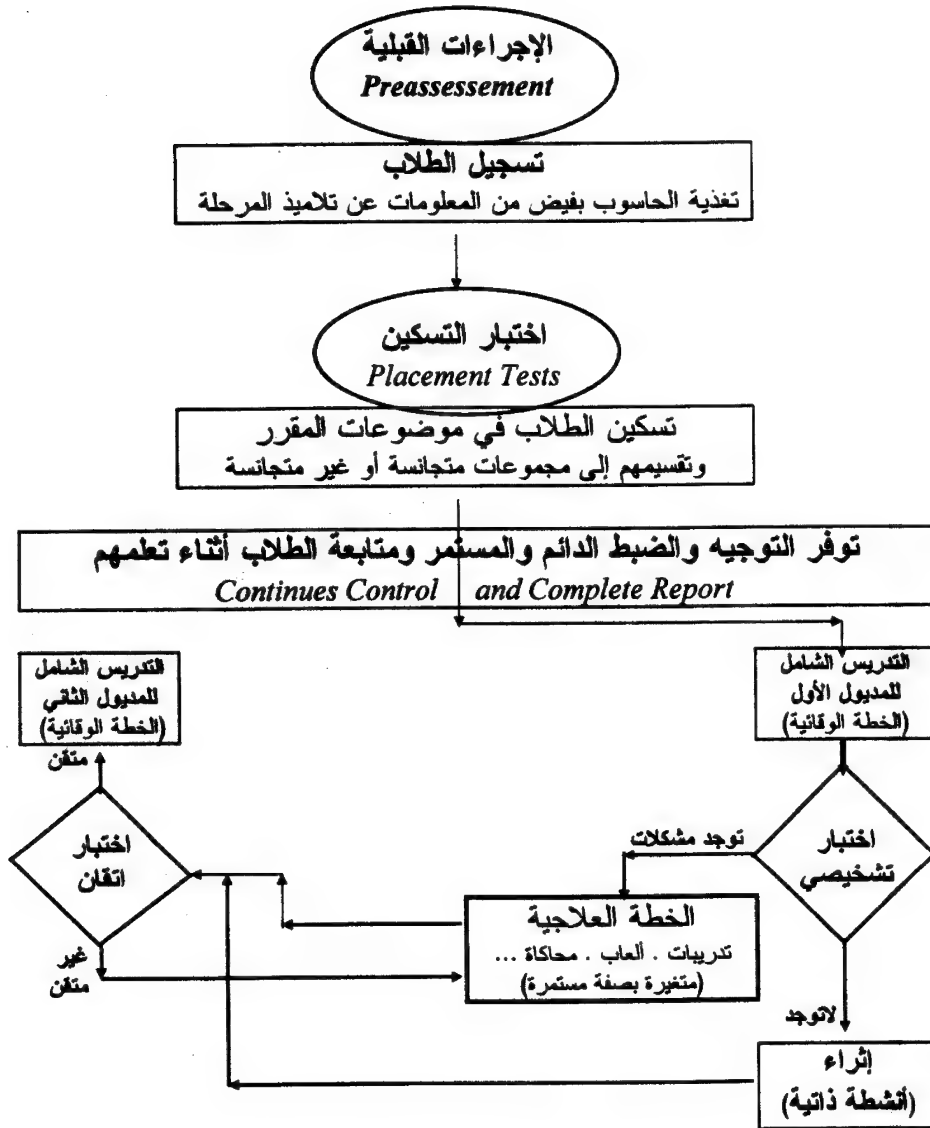 الإجراءات القبلية
Preassessement
تسجيل الطلاب
تغذية الحاسوب بفيض من المعلومات عن تلاميذ المرحلة
اختبار التسكين
Placement Tests
تسكين الطلاب في موضوعات المقرر
وتقسيمهم إلى مجموعات متجانسة أو غير متجانسة
توفر التوجيه والضبط الدائم والمستمر ومتابعة الطلاب أثناء تعلمهم
Continues Control and Complete Report
التدريس الشامل
للمديول الأول
(الخطة الوقائية)
التدريس الشامل
للمديول الثاني
(الخطة الوقائية)
متقن
اختبار
تشخيصي
توجد مشكلات
اختبار
اتقان
الخطة العلاجية
تدريبات . ألعاب . محاكاة ...
(متغيرة بصفة مستمرة)
غير
متقن
لاتوجد
إثراء
(أنشطة ذاتية)